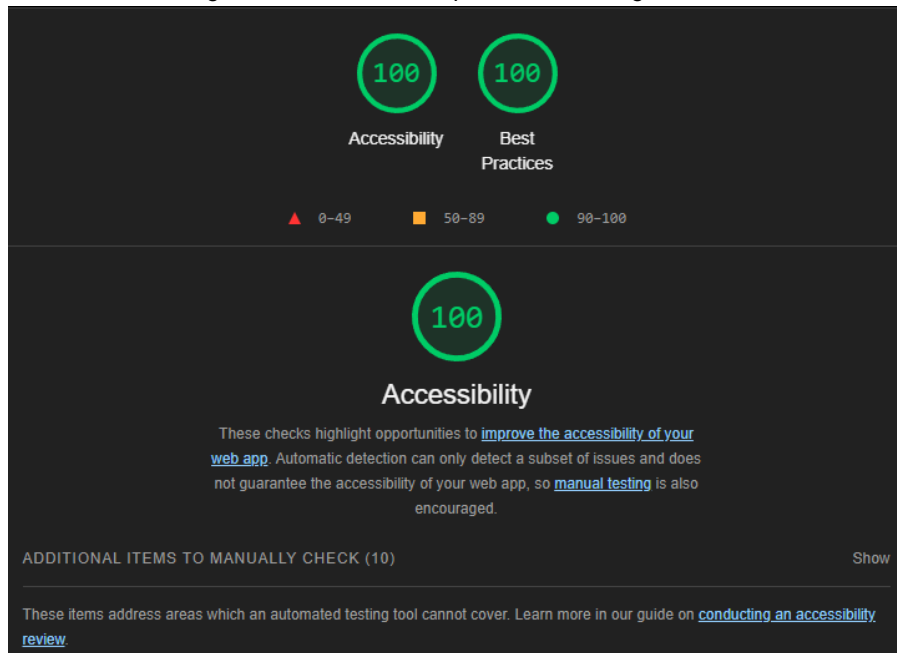 100
100
Accessibility
Best
Practices
0–49
50–89
90–100
100
Accessibility
These checks highlight opportunities to improve the accessibility of your
web app. Automatic detection can only detect a subset of issues and does
not guarantee the accessibility of your web app, so manual testing is also
encouraged.
ADDITIONAL ITEMS TO MANUALLY CHECK (10)
Show
These items address areas which an automated testing tool cannot cover. Learn more in our guide on conducting an accessibility
review.